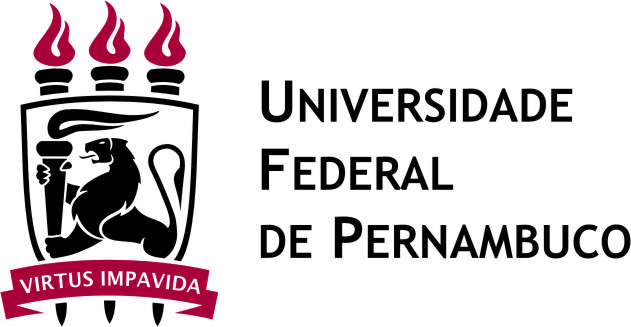 UNIVERSIDADE
FEDERAL
DE PERNAMBUCO
VIRTUS IMPAVIDA